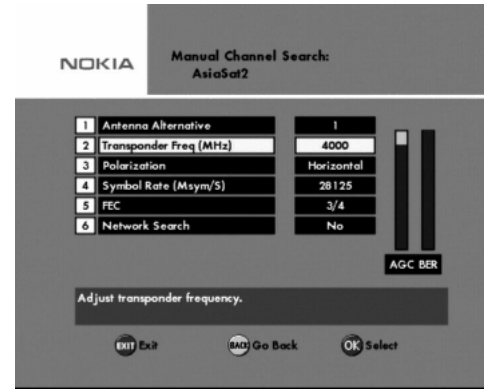 NOKIA
Manual Channel Search:
AsiaSat2
1 Antenna Alternative 1
2 Transponder Freq (MHz) 4000
3 Polarization Horizontal
4 Symbol Rate (Msym/S) 28125
5 FEC 3/4
6 Network Search No
AGC BER
Adjust transponder frequency.
EXIT Exit BACK Go Back OK Select